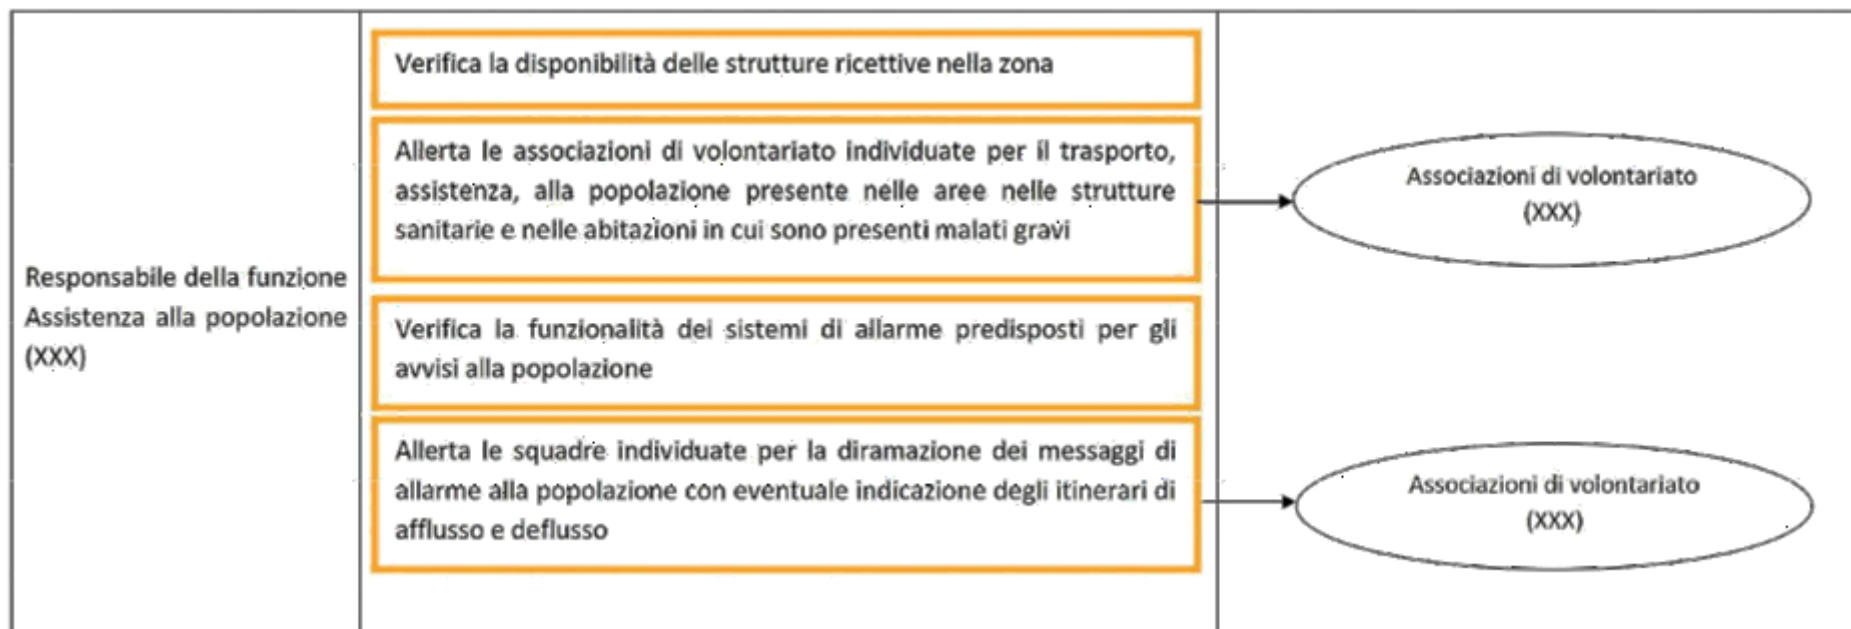 Responsabile della funzione
Assistenza alla popolazione
(XXX)
Verifica la disponibilità delle strutture ricettive nella zona
Allerta le associazioni di volontariato individuate per il trasporto,
assistenza, alla popolazione presente nelle aree nelle strutture
sanitarie e nelle abitazioni in cui sono presenti malati gravi
Verifica la funzionalità dei sistemi di allarme predisposti per gli
avvisi alla popolazione
Allerta le squadre individuate per la diramazione dei messaggi di
allarme alla popolazione con eventuale indicazione degli itinerari di
afflusso e deflusso
Associazioni di volontariato
(XXX)
Associazioni di volontariato
(XXX)